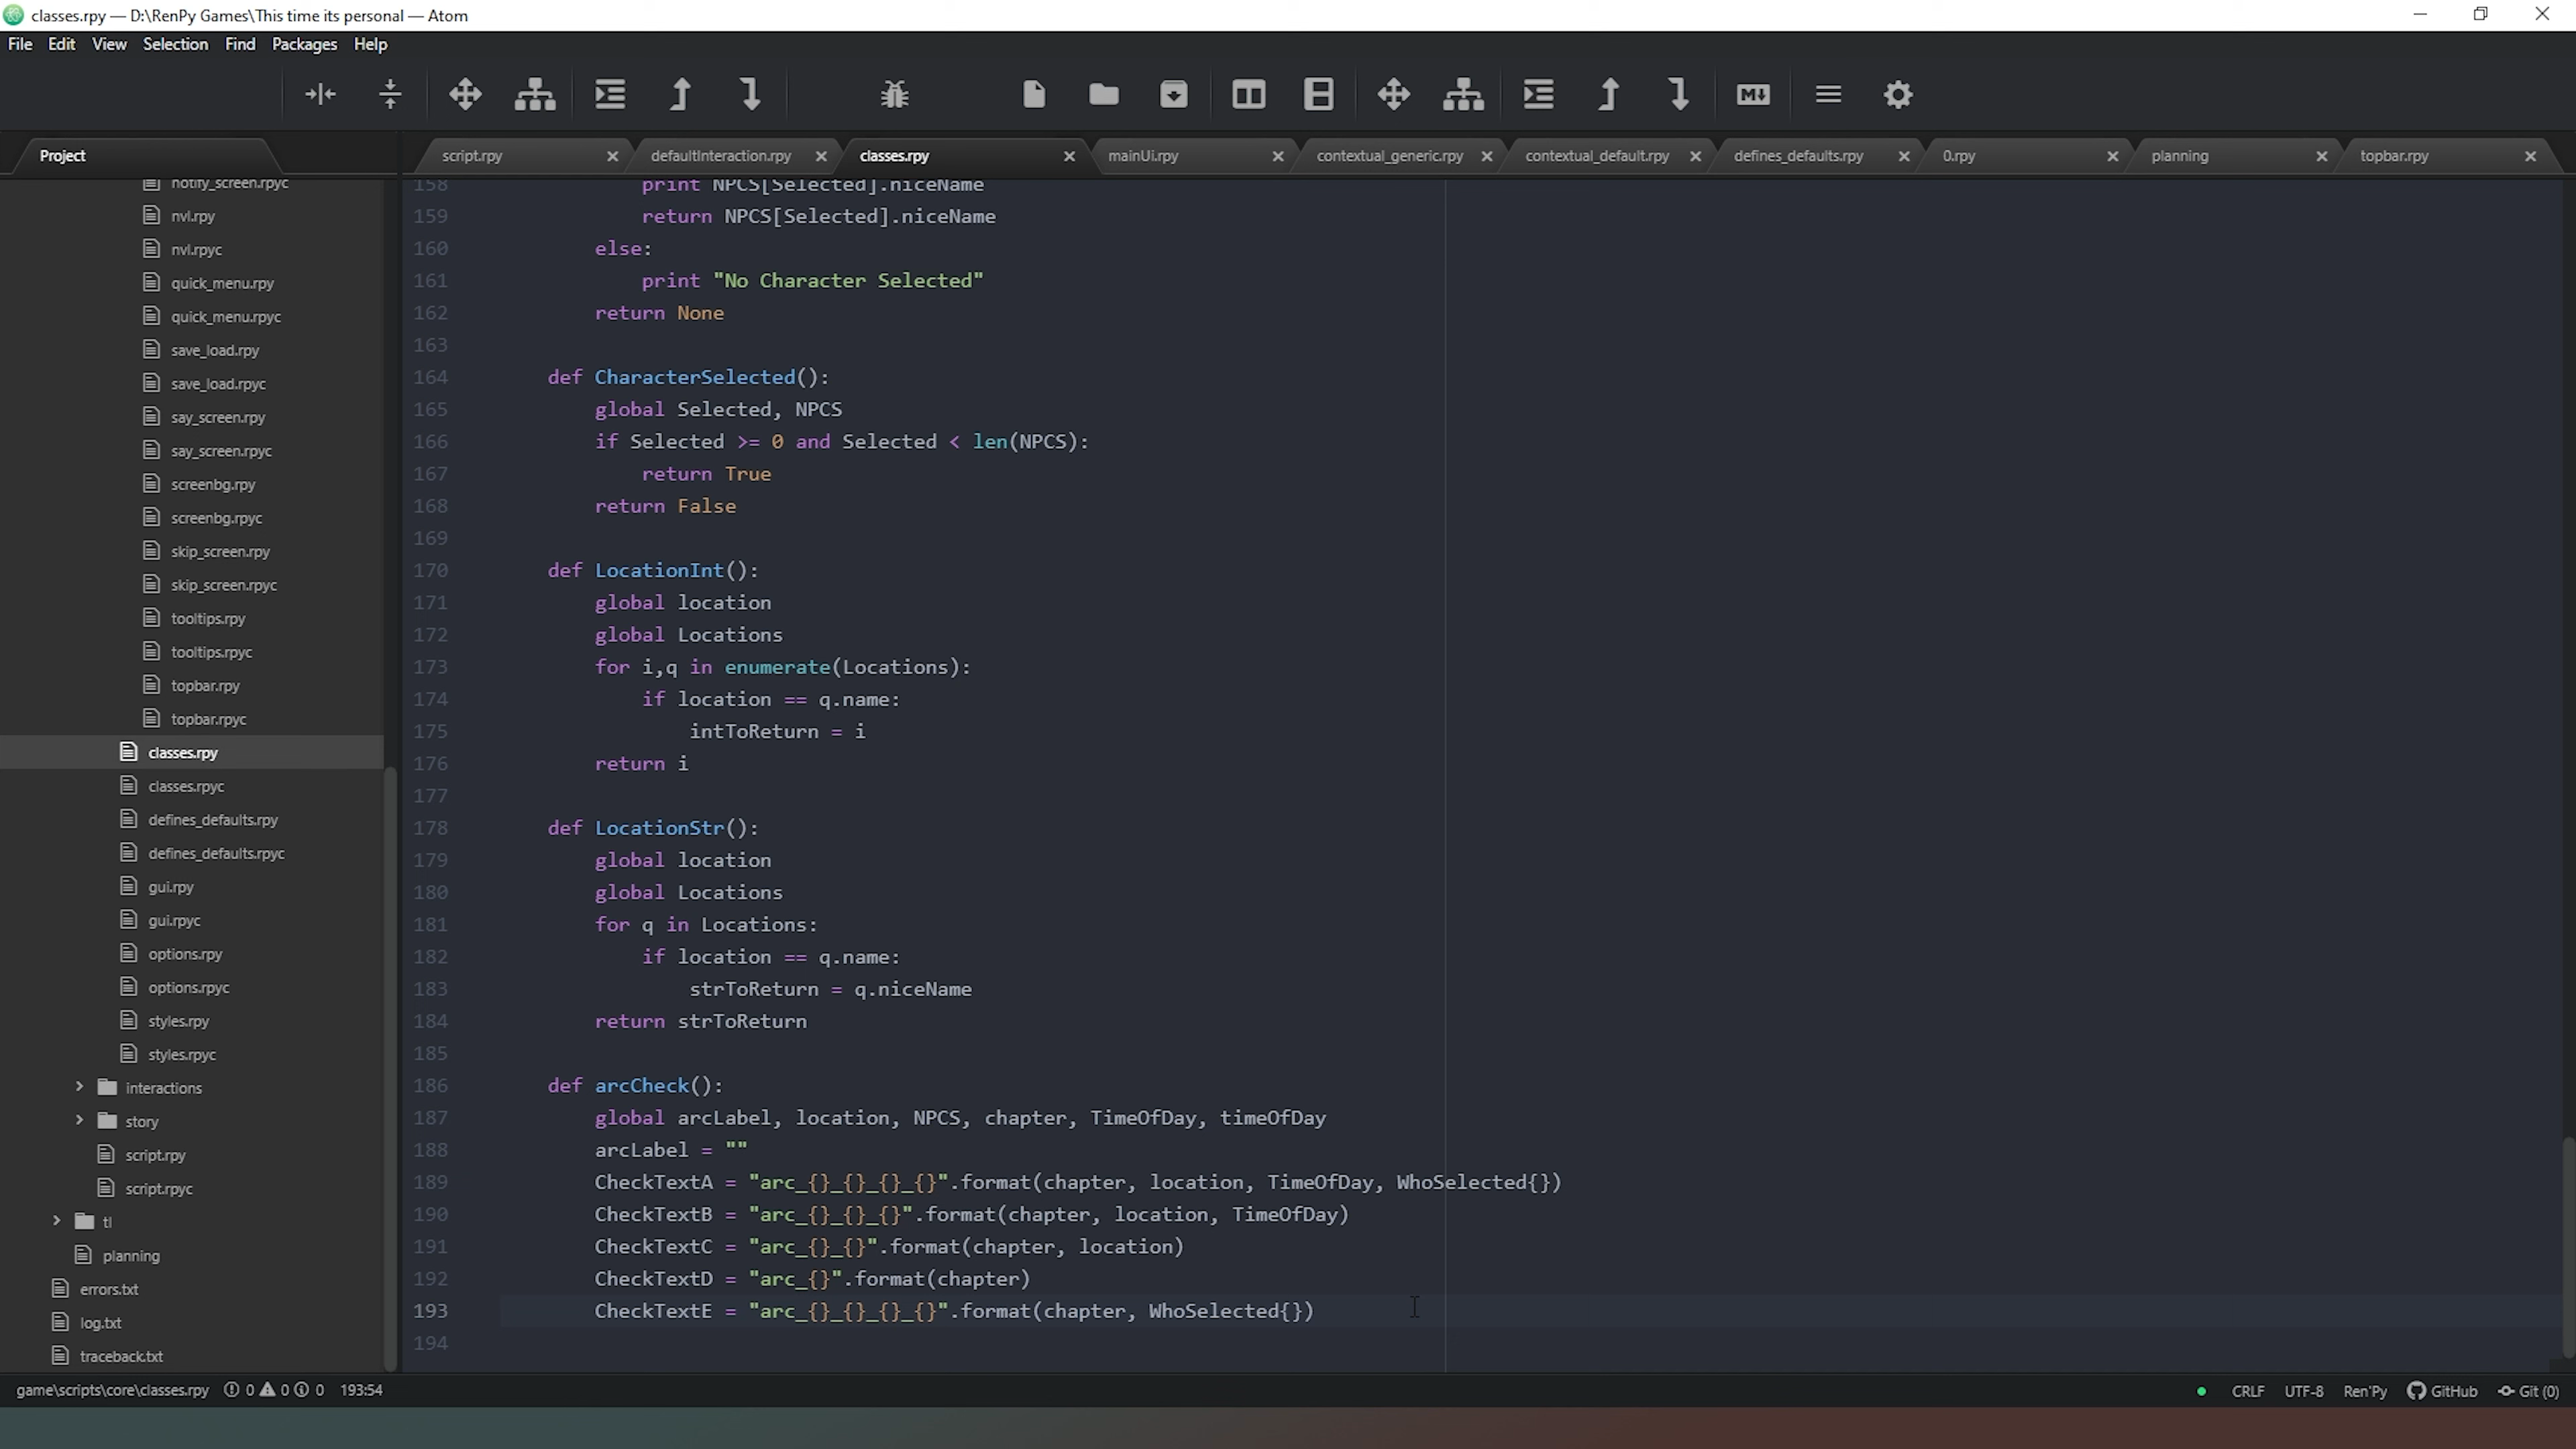 classes.rpy — D:\RenPy Games\This time its personal — Atom
File Edit View Selection Find Packages Help
M↓
Project
script.rpy
defaultInteraction.rpy
classes.rpy
mainUi.rpy
contextual_generic.rpy
contextual_default.rpy
defines_defaults.rpy
0.rpy
planning
topbar.rpy
notify_screen.rpyc
nvl.rpy
nvl.rpyc
quick_menu.rpy
quick_menu.rpyc
save_load.rpy
save_load.rpyc
say_screen.rpy
say_screen.rpyc
screenbg.rpy
screenbg.rpyc
skip_screen.rpy
skip_screen.rpyc
tooltips.rpy
tooltips.rpyc
topbar.rpy
topbar.rpyc
classes.rpy
classes.rpyc
defines_defaults.rpy
defines_defaults.rpyc
gui.rpy
gui.rpyc
options.rpy
options.rpyc
styles.rpy
styles.rpyc
interactions
story
script.rpy
script.rpyc
tl
planning
errors.txt
log.txt
traceback.txt
158 print NPCS[Selected].niceName
159 return NPCS[Selected].niceName
160 else:
161 print "No Character Selected"
162 return None
163
164 def CharacterSelected():
165 global Selected, NPCS
166 if Selected >= 0 and Selected < len(NPCS):
167 return True
168 return False
169
170 def LocationInt():
171 global location
172 global Locations
173 for i,q in enumerate(Locations):
174 if location == q.name:
175 intToReturn = i
176 return i
177
178 def LocationStr():
179 global location
180 global Locations
181 for q in Locations:
182 if location == q.name:
183 strToReturn = q.niceName
184 return strToReturn
185
186 def arcCheck():
187 global arcLabel, location, NPCS, chapter, TimeOfDay, timeOfDay
188 arcLabel = ""
189 CheckTextA = "arc_{}_{}_{}_{}".format(chapter, location, TimeOfDay, WhoSelected{})
190 CheckTextB = "arc_{}_{}_{}".format(chapter, location, TimeOfDay)
191 CheckTextC = "arc_{}_{}".format(chapter, location)
192 CheckTextD = "arc_{}".format(chapter)
193 CheckTextE = "arc_{}_{}_{}_{}".format(chapter, WhoSelected{})
194
game\scripts\core\classes.rpy 0 0 0 193:54
CRLF UTF-8 Ren'Py GitHub Git (0)